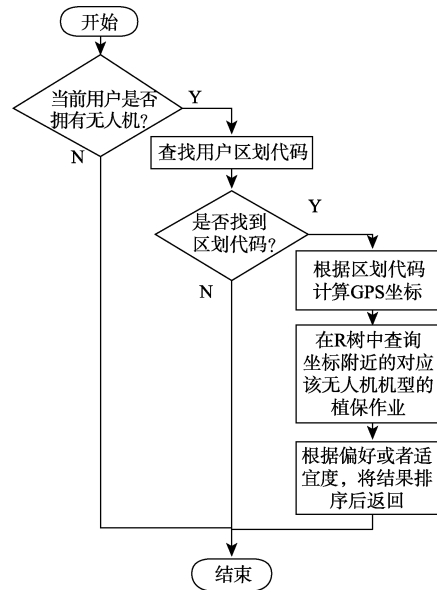 开始
当前用户是否
拥有无人机?
Y
N
查找用户区划代码
是否找到
区划代码?
Y
N
根据区划代码
计算GPS坐标
在R树中查询
坐标附近的对应
该无人机机型的
植保作业
根据偏好或者适
宜度，将结果排
序后返回
结束